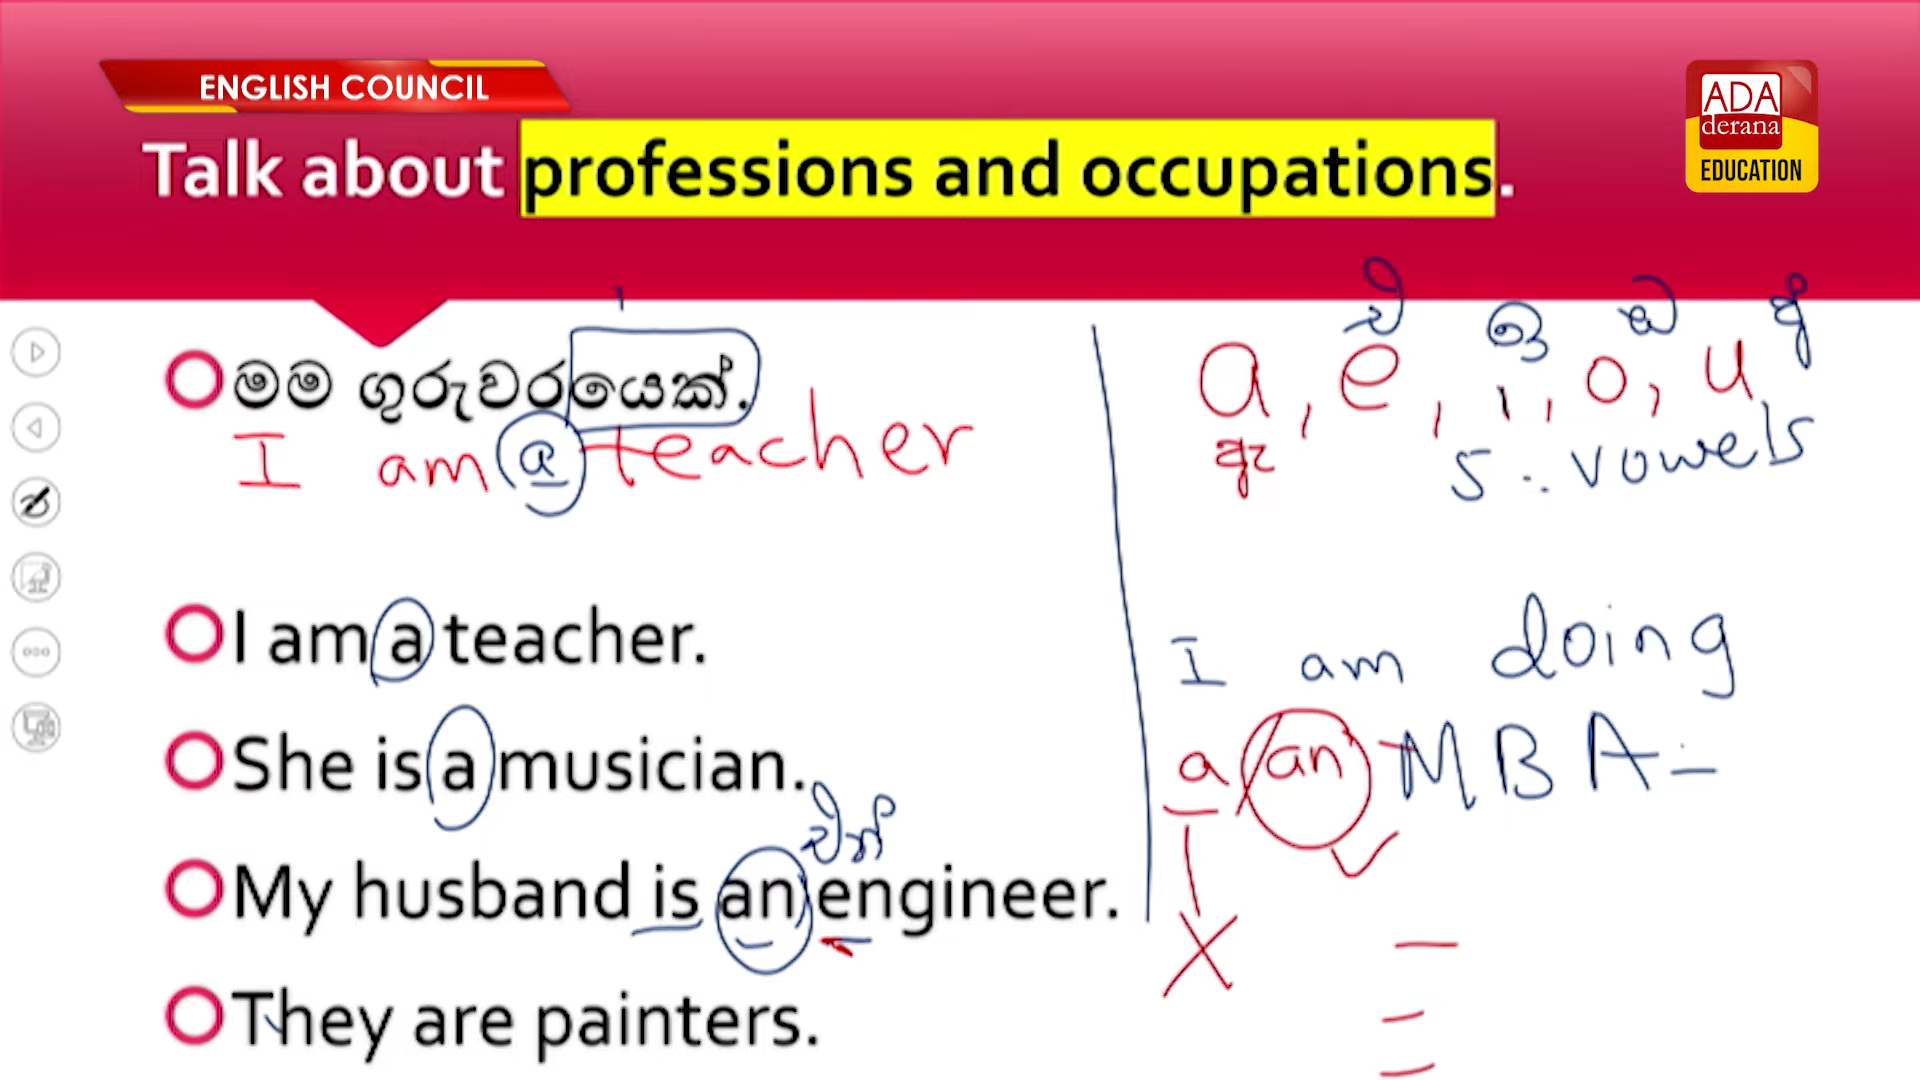 ENGLISH COUNCIL
ADA
derana
EDUCATION
Talk about professions and occupations.
මම ගුරුවරයෙක්.
I am a teacher
I am a teacher.
She is a musician.
එන්
My husband is an engineer.
They are painters.
එ ඉ ඔ අ
a, e, i, o, u
ඇ
5 vowels
I am doing
a/an MBA